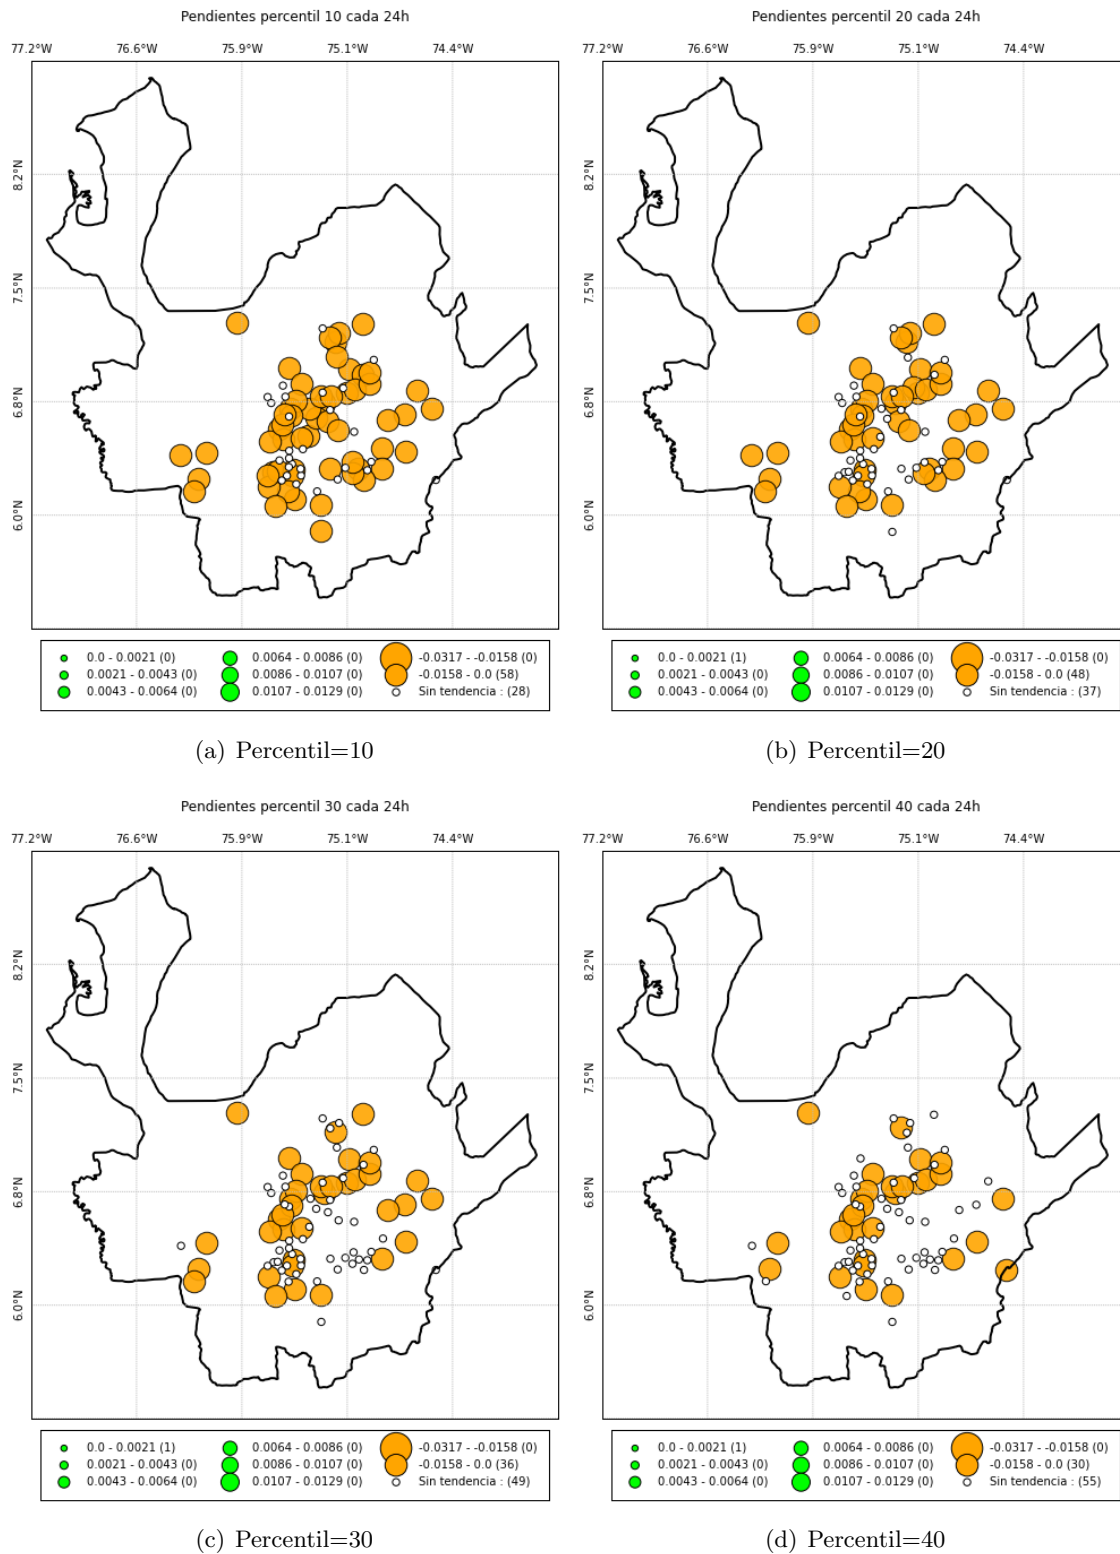 Pendientes percentil 10 cada 24h
77.2°W 76.6°W 75.9°W 75.1°W 74.4°W
8.2°N
7.5°N
6.8°N
6.0°N
0.0 - 0.0021 (0) 0.0064 - 0.0086 (0) -0.0317 - -0.0158 (0)
0.0021 - 0.0043 (0) 0.0086 - 0.0107 (0) -0.0158 - 0.0 (58)
0.0043 - 0.0064 (0) 0.0107 - 0.0129 (0) Sin tendencia : (28)
(a) Percentil=10
Pendientes percentil 20 cada 24h
77.2°W 76.6°W 75.9°W 75.1°W 74.4°W
8.2°N
7.5°N
6.8°N
6.0°N
0.0 - 0.0021 (1) 0.0064 - 0.0086 (0) -0.0317 - -0.0158 (0)
0.0021 - 0.0043 (0) 0.0086 - 0.0107 (0) -0.0158 - 0.0 (48)
0.0043 - 0.0064 (0) 0.0107 - 0.0129 (0) Sin tendencia : (37)
(b) Percentil=20
Pendientes percentil 30 cada 24h
77.2°W 76.6°W 75.9°W 75.1°W 74.4°W
8.2°N
7.5°N
6.8°N
6.0°N
0.0 - 0.0021 (1) 0.0064 - 0.0086 (0) -0.0317 - -0.0158 (0)
0.0021 - 0.0043 (0) 0.0086 - 0.0107 (0) -0.0158 - 0.0 (36)
0.0043 - 0.0064 (0) 0.0107 - 0.0129 (0) Sin tendencia : (49)
(c) Percentil=30
Pendientes percentil 40 cada 24h
77.2°W 76.6°W 75.9°W 75.1°W 74.4°W
8.2°N
7.5°N
6.8°N
6.0°N
0.0 - 0.0021 (1) 0.0064 - 0.0086 (0) -0.0317 - -0.0158 (0)
0.0021 - 0.0043 (0) 0.0086 - 0.0107 (0) -0.0158 - 0.0 (30)
0.0043 - 0.0064 (0) 0.0107 - 0.0129 (0) Sin tendencia : (55)
(d) Percentil=40